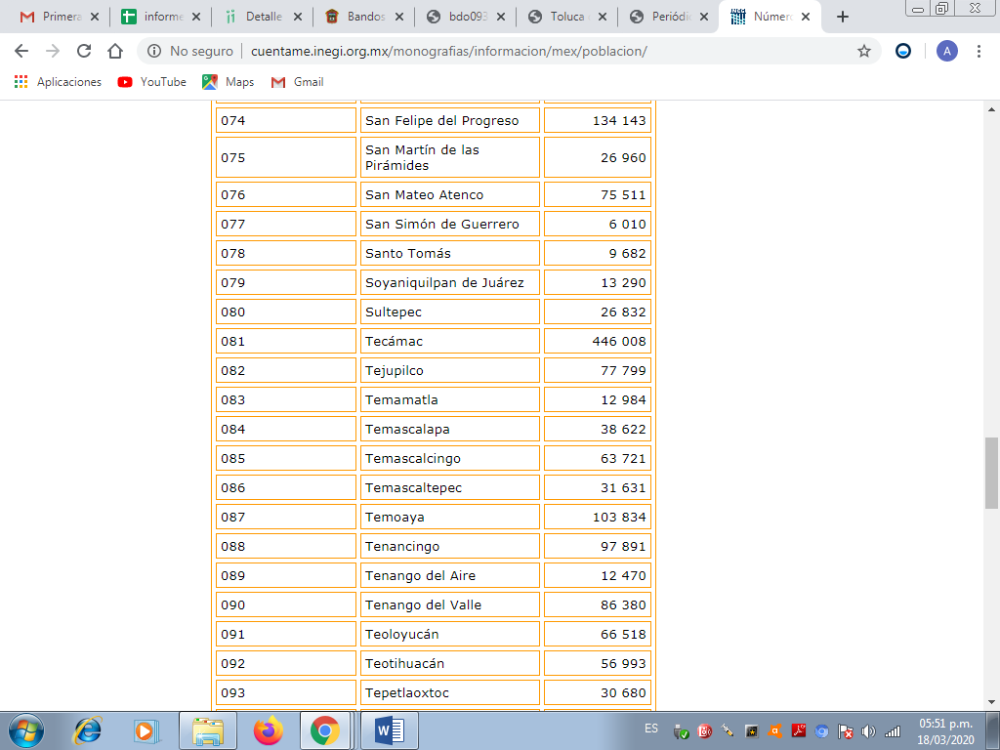 Primera
informe
Detalle
Bandos
bdo093
Toluca
Periódi
Número
No seguro
cuentame.inegi.org.mx/monografias/informacion/mex/poblacion/
A
Aplicaciones
YouTube
Maps
Gmail
074 San Felipe del Progreso 134 143
075 San Martín de las
Pirámides 26 960
076 San Mateo Atenco 75 511
077 San Simón de Guerrero 6 010
078 Santo Tomás 9 682
079 Soyaniquilpan de Juárez 13 290
080 Sultepec 26 832
081 Tecámac 446 008
082 Tejupilco 77 799
083 Temamatla 12 984
084 Temascalapa 38 622
085 Temascalcingo 63 721
086 Temascaltepec 31 631
087 Temoaya 103 834
088 Tenancingo 97 891
089 Tenango del Aire 12 470
090 Tenango del Valle 86 380
091 Teoloyucán 66 518
092 Teotihuacán 56 993
093 Tepetlaoxtoc 30 680
ES
05:51 p.m.
18/03/2020